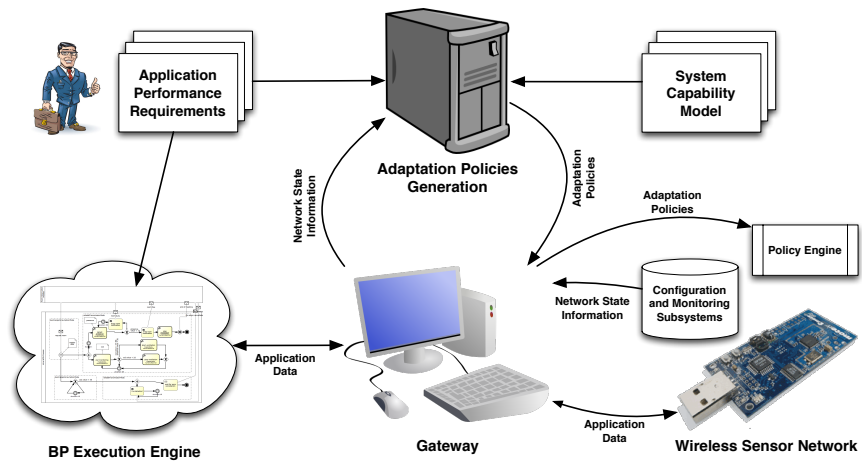 Application
Performance
Requirements
System
Capability
Model
Adaptation Policies
Generation
Network State
Information
Adaptation
Policies
Adaptation
Policies
Policy Engine
Configuration
and Monitoring
Subsystems
Network State
Information
Application
Data
Application
Data
BP Execution Engine
Gateway
Wireless Sensor Network